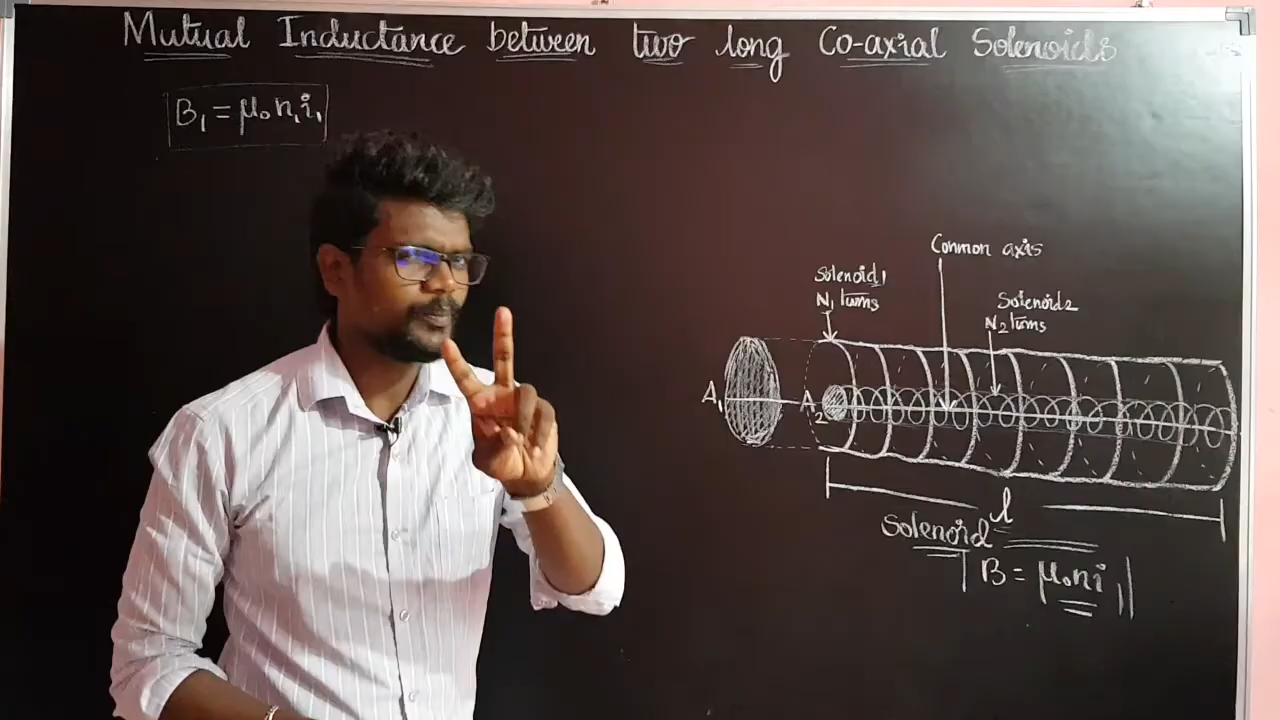 Mutual Inductance between two long Co-axial Solenoids
B₁ = μ₀n₁i₁
Common axis
Solenoid1
N₁ turns
Solenoid2
N₂ turns
A₁
A₂
l
Solenoid
B = μ₀ni